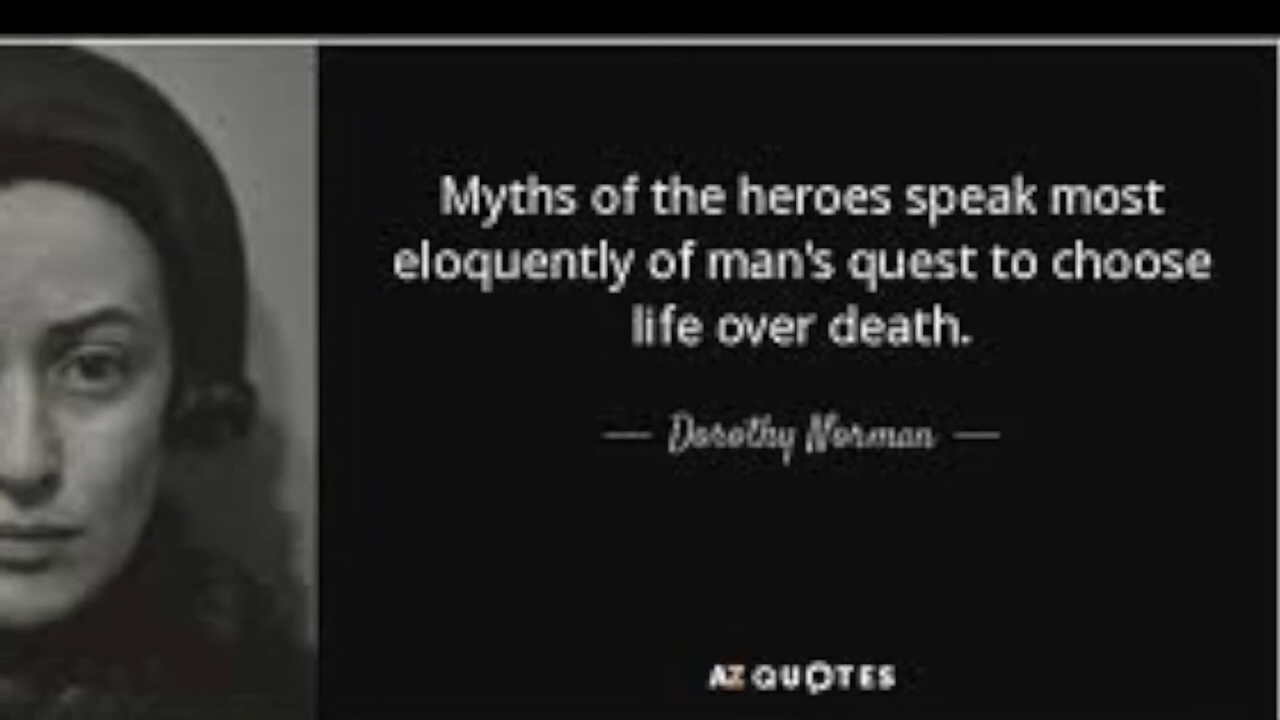 Myths of the heroes speak most
eloquently of man's quest to choose
life over death.
— Dorothy Norman —
AZ QUOTES